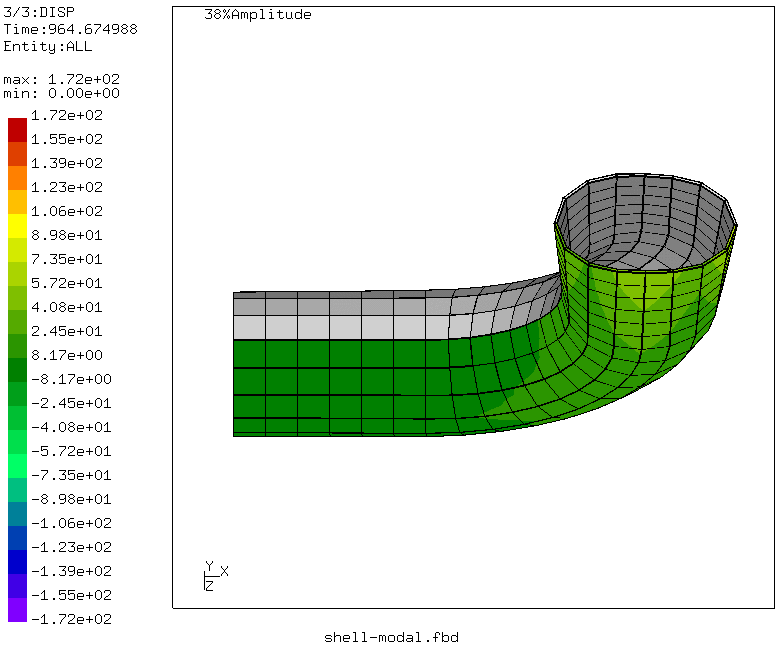 3/3:DISP
Time:964.674988
Entity:ALL
max: 1.72e+02
min: 0.00e+00
1.72e+02
1.55e+02
1.39e+02
1.23e+02
1.06e+02
8.98e+01
7.35e+01
5.72e+01
4.08e+01
2.45e+01
8.17e+00
-8.17e+00
-2.45e+01
-4.08e+01
-5.72e+01
-7.35e+01
-8.98e+01
-1.06e+02
-1.23e+02
-1.39e+02
-1.55e+02
-1.72e+02
38%Amplitude
Y
X
Z
shell-modal.fbd